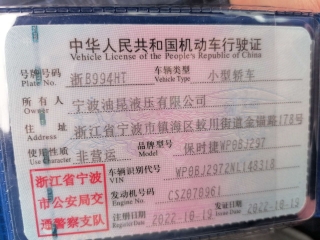 中华人民共和国机动车行驶证
Vehicle License of the People's Republic of China
号牌号码 浙B994HT 车辆类型 小型轿车
Plate No. Vehicle Type
所有人 宁波油昆液压有限公司
Owner
住址 浙江省宁波市镇海区蛟川街道金锚路178号
Address
使用性质 非营运 品牌型号 保时捷WP0BJ297
Use Character Model
浙江省宁波市公安局交通警察支队
车辆识别代号 WP0BJ2972NL148318
VIN
发动机号码 CSZ078961
Engine No.
注册日期 2022-10-19 发证日期 2022-10-19
Register Date Issue Date